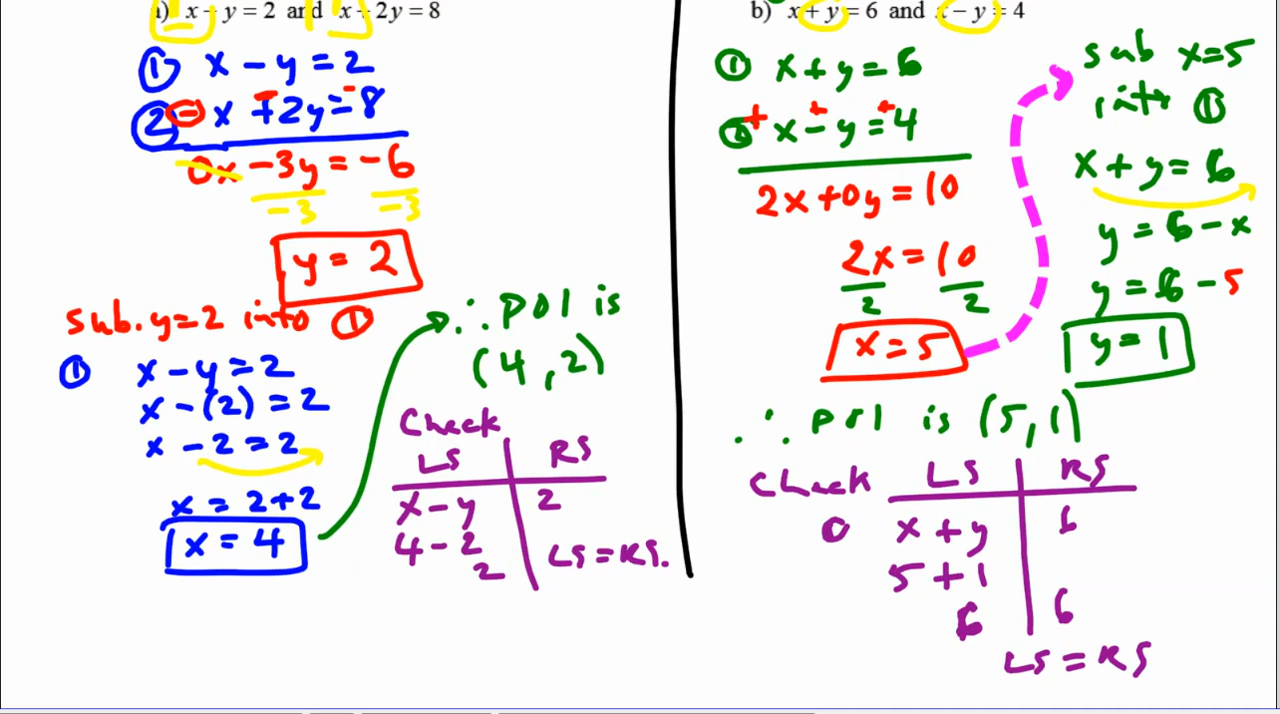 a) x − y = 2 and x + 2y = 8
① x − y = 2
② − x + 2y = 8
0x − 3y = −6
−3 −3
y = 2
sub. y=2 into ①
① x − y = 2
x − (2) = 2
x − 2 = 2
x = 2+2
x = 4
∴ POI is
(4, 2)
Check
LS RS
x − y 2
4 − 2
2 LS = RS.
b) x + y = 6 and x − y = 4
① x + y = 6
② + x − y = 4
2x + 0y = 10
2x = 10
2 2
x = 5
sub x=5
into ①
x + y = 6
y = 6 − x
y = 6 − 5
y = 1
∴ POI is (5,1)
Check LS RS
① x + y 6
5 + 1
6 6
LS = RS